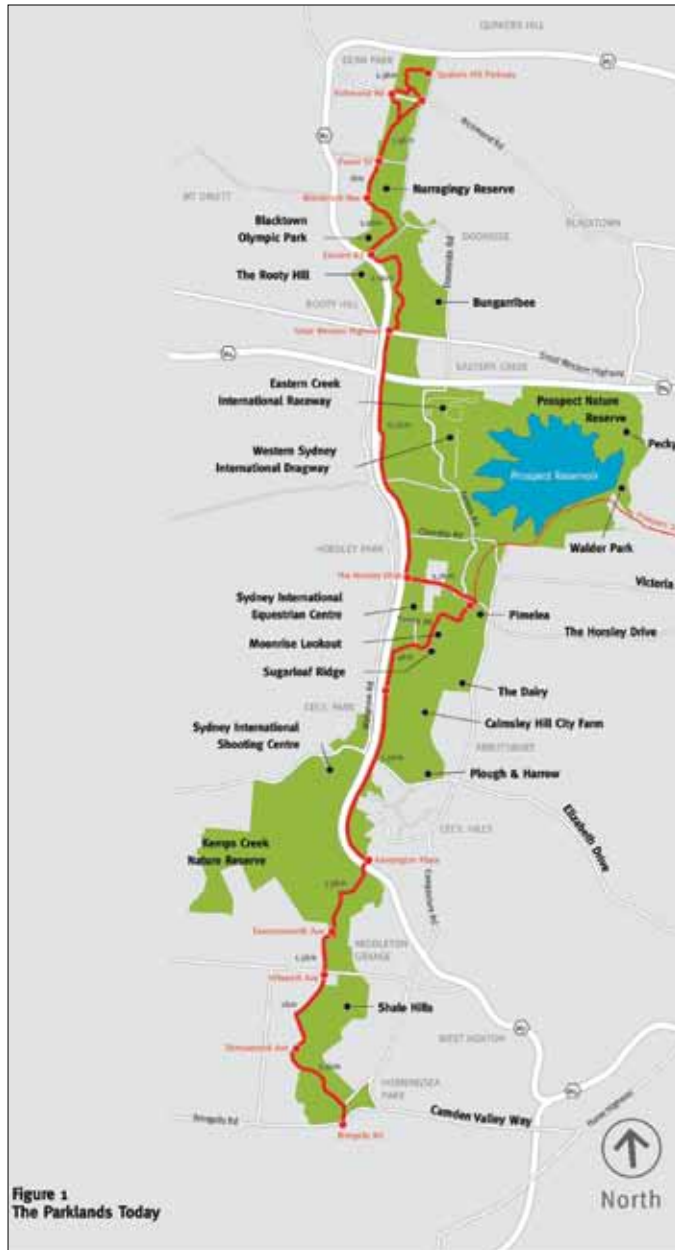 QUAKERS HILL
Quakers Hill Parkway
Richmond Rd
Richmond Rd
Power St
Nurragingy Reserve
MT DRUITT
BLACKTOWN
Blacktown
Olympic Park
DOONSIDE
Doonside Rd
The Rooty Hill
ROOTY HILL
Bungarribee
Great Western Highway
Great Western Highway
EASTERN CREEK
Eastern Creek
International Raceway
Prospect Nature
Reserve
Western Sydney
International Dragway
Prospect Reservoir
Walder Park
HORSLEY PARK
Chandos Rd
The Horsley Drive
Victoria
Sydney International
Equestrian Centre
Pimelea
The Horsley Drive
Moonrise Lookout
Sugarloaf Ridge
The Dairy
CECIL PARK
Calmsley Hill City Farm
Sydney International
Shooting Centre
ABBOTSBURY
Plough & Harrow
Elizabeth Drive
CECIL HILLS
Kemps Creek
Nature Reserve
Kensington Place
MIDDLETON
GRANGE
Shale Hills
WEST HOXTON
HORNINGSEA
PARK
Camden Valley Way
Hume Highway
Bringelly Rd
Bringelly Rd
North
Figure 1
The Parklands Today